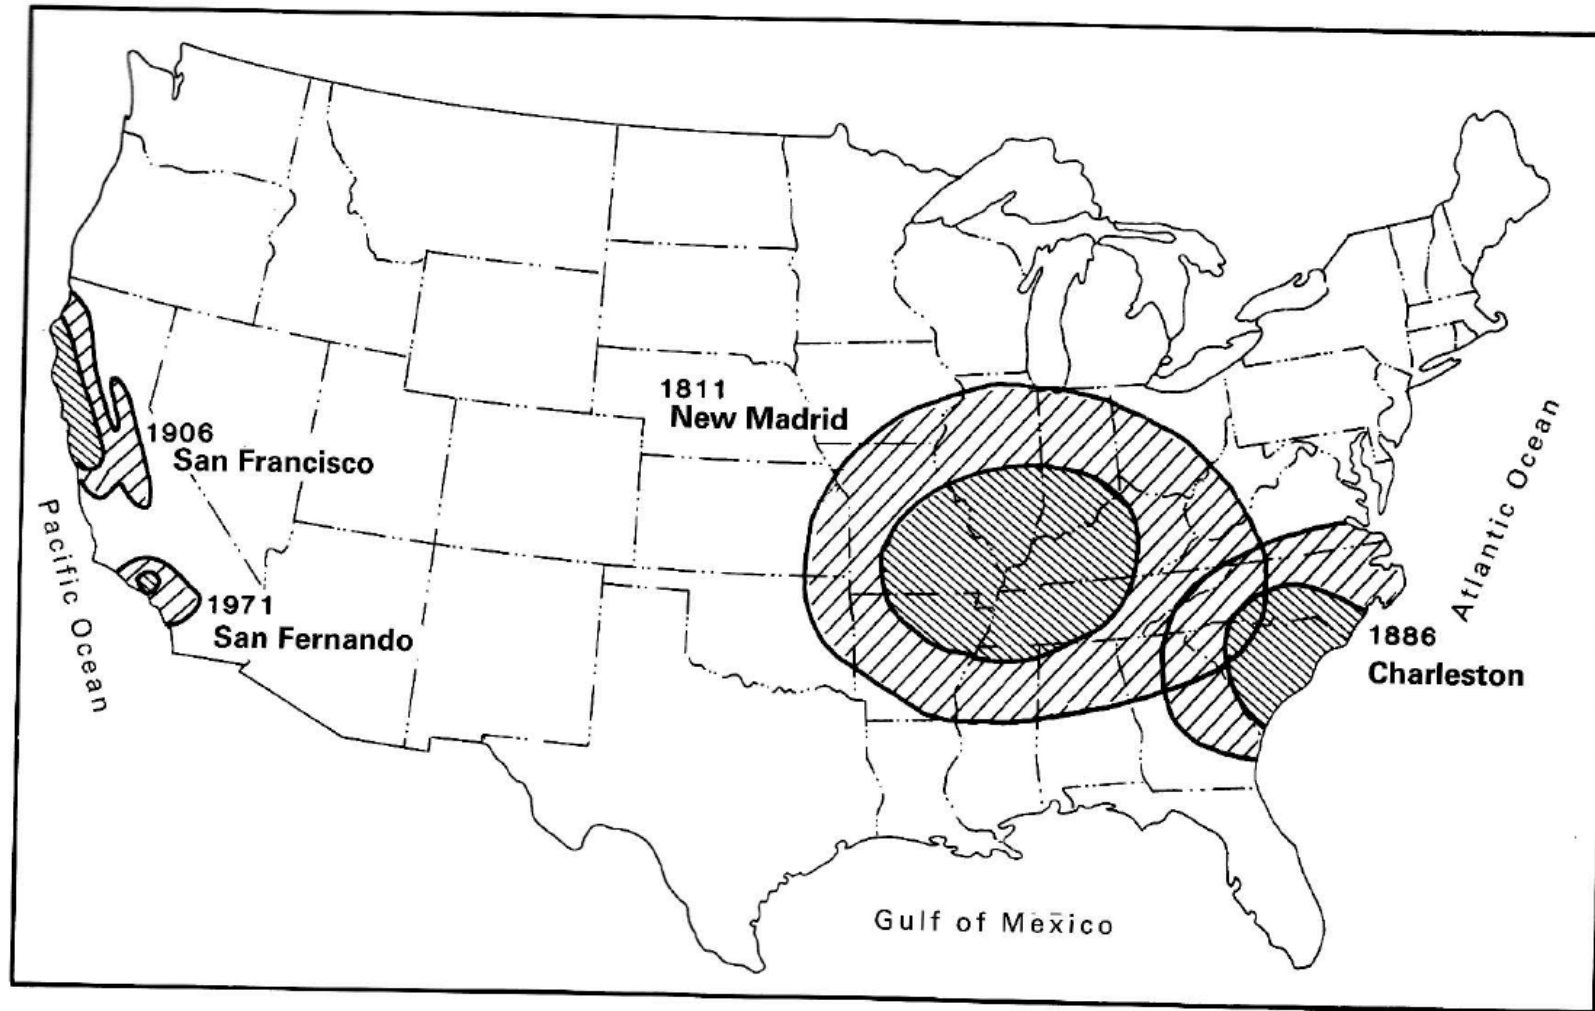 1811
New Madrid
1906
San Francisco
Pacific Ocean
Atlantic Ocean
1971
San Fernando
1886
Charleston
Gulf of Mexico